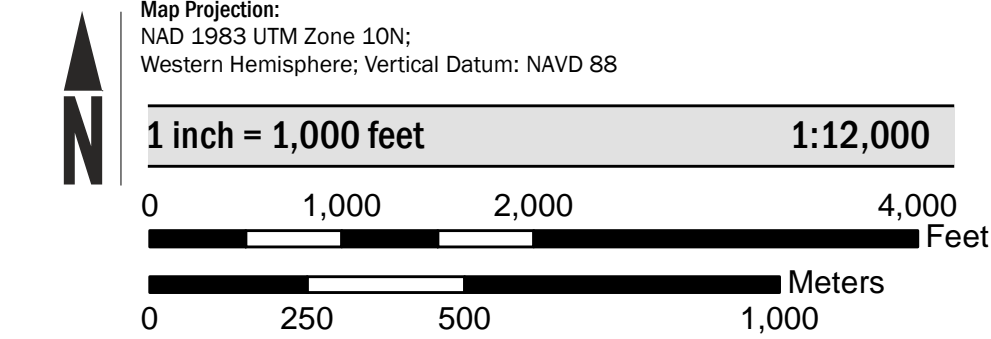 Map Projection:
NAD 1983 UTM Zone 10N;
Western Hemisphere; Vertical Datum: NAVD 88
N
1 inch = 1,000 feet 1:12,000
0 1,000 2,000 4,000
Feet
Meters
0 250 500 1,000